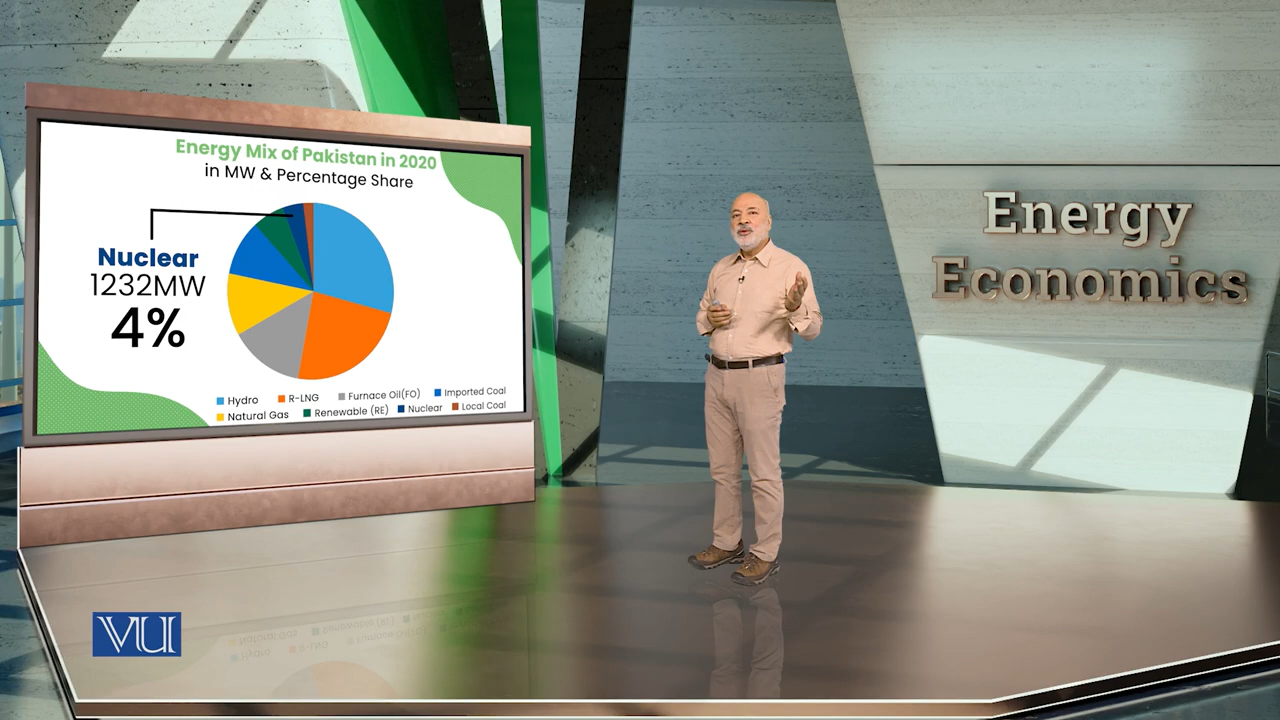 Energy Mix of Pakistan in 2020
in MW & Percentage Share
Nuclear
1232MW
4%
Hydro
R-LNG
Furnace Oil(FO)
Imported Coal
Natural Gas
Renewable (RE)
Nuclear
Local Coal
Energy
Economics
VU